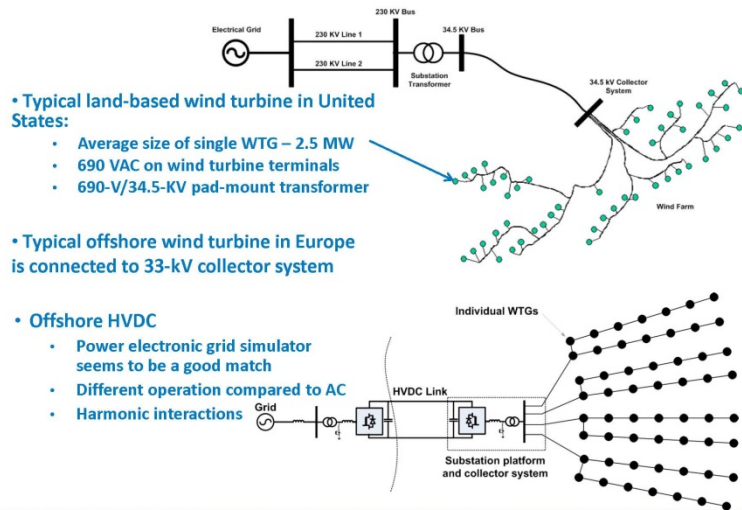 230 KV Bus
Electrical Grid
34.5 KV Bus
230 KV Line 1
230 KV Line 2
Substation
Transformer
34.5 kV Collector
System
• Typical land-based wind turbine in United
States:
• Average size of single WTG – 2.5 MW
• 690 VAC on wind turbine terminals
• 690-V/34.5-KV pad-mount transformer
Wind Farm
• Typical offshore wind turbine in Europe
is connected to 33-kV collector system
Individual WTGs
• Offshore HVDC
• Power electronic grid simulator
seems to be a good match
• Different operation compared to AC
• Harmonic interactions
HVDC Link
Grid
Substation platform
and collector system